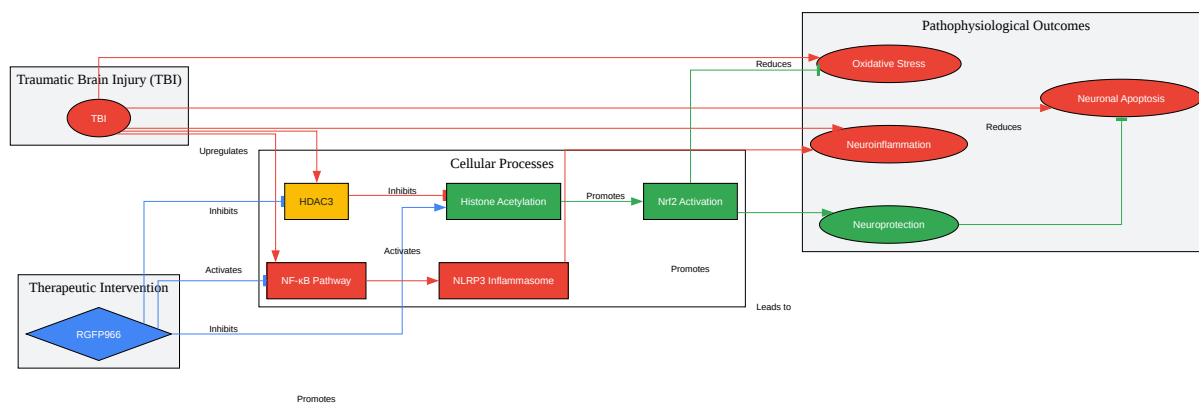 Pathophysiological Outcomes
Oxidative Stress
Reduces
Traumatic Brain Injury (TBI)
Neuronal Apoptosis
TBI
Reduces
Neuroinflammation
Upregulates
Cellular Processes
HDAC3
Inhibits
Histone Acetylation
Promotes
Nrf2 Activation
Inhibits
Neuroprotection
Activates
Activates
Promotes
NF-κB Pathway
NLRP3 Inflammasome
Therapeutic Intervention
Leads to
Inhibits
RGFP966
Promotes